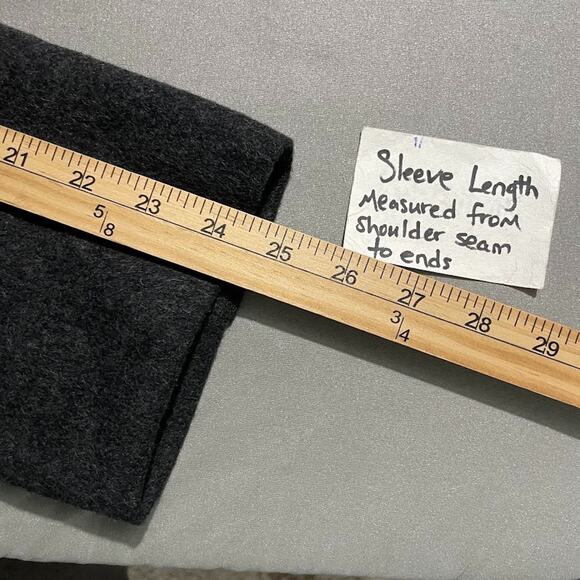 Sleeve Length
Measured from
shoulder seam
to ends
21 22 23 24 25 26 27 28 29
5/8
3/4